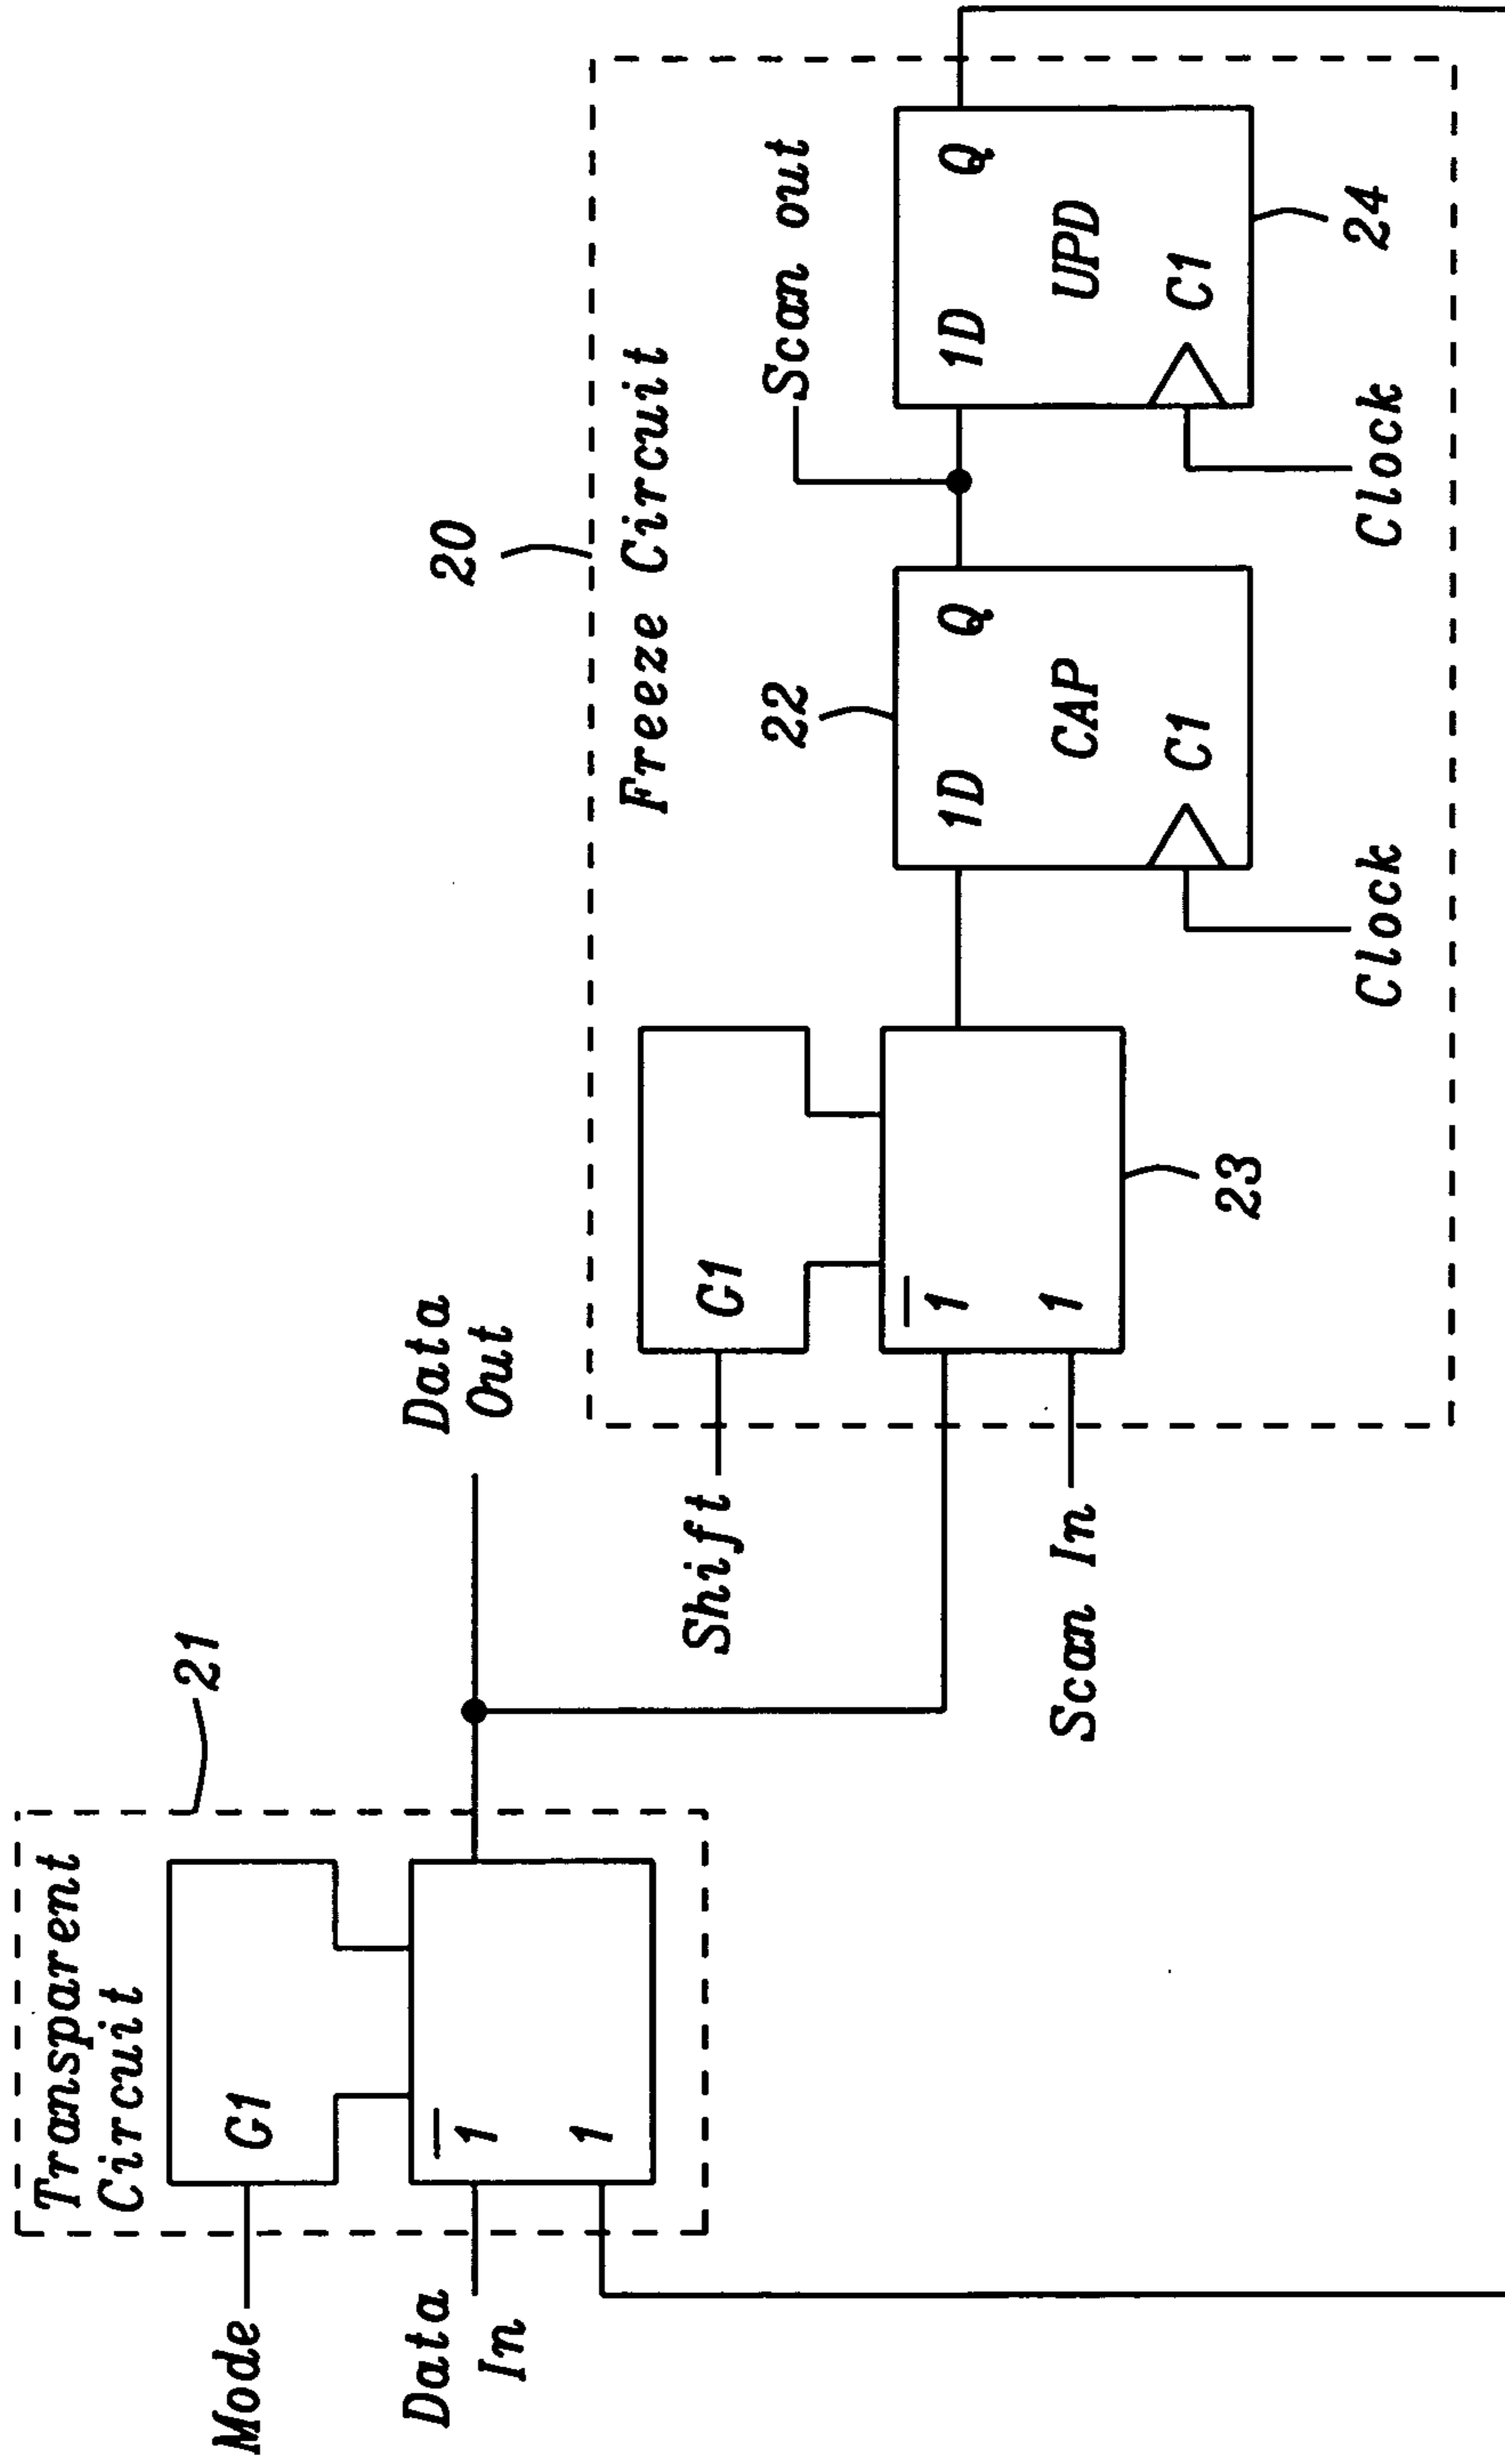 Transparent
Circuit
21
Mode
G1
Data
In
1
1
Data
Out
20
Freeze Circuit
Shift
G1
Scan In
1
1
23
22
1D
Q
CAP
C1
Clock
Scan out
1D
Q
UPD
C1
24
Clock